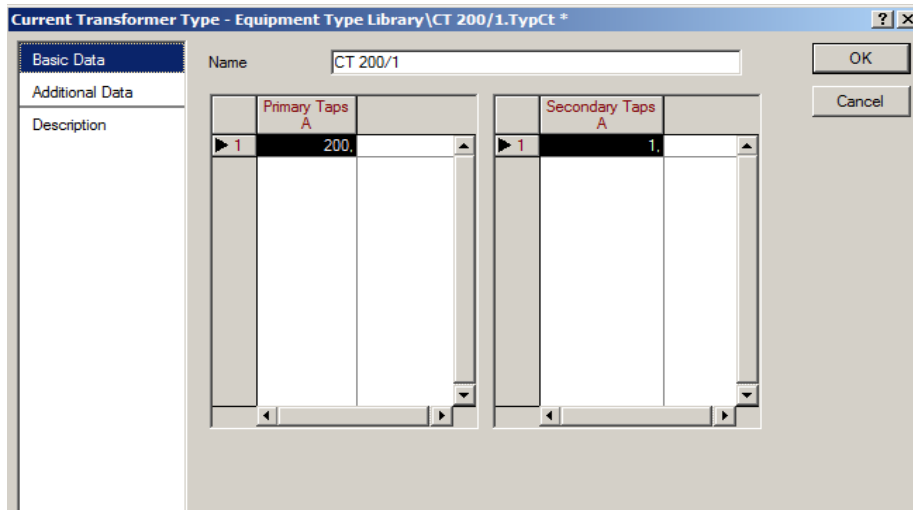 Current Transformer Type - Equipment Type Library\CT 200/1.TypCt *
Basic Data
Additional Data
Description
Name CT 200/1
OK
Cancel
Primary Taps
A
1 200,
Secondary Taps
A
1 1,